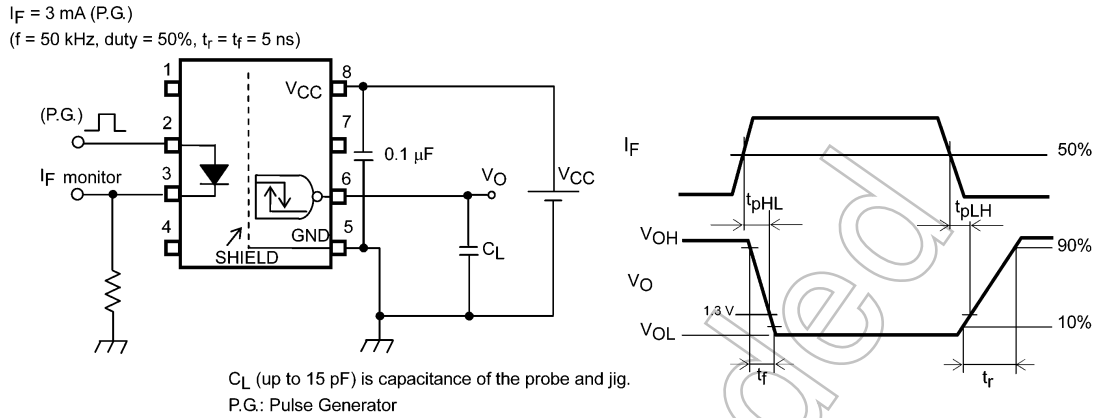 IF = 3 mA (P.G.)
(f = 50 kHz, duty = 50%, tr = tf = 5 ns)
1
8
VCC
(P.G.)
2
7
0.1 μF
IF monitor
3
6
VO
VCC
4
GND
5
SHIELD
CL
CL (up to 15 pF) is capacitance of the probe and jig.
P.G.: Pulse Generator
IF
50%
tpHL
tpLH
VOH
90%
VO
1.3 V
VOL
10%
tf
tr
ded